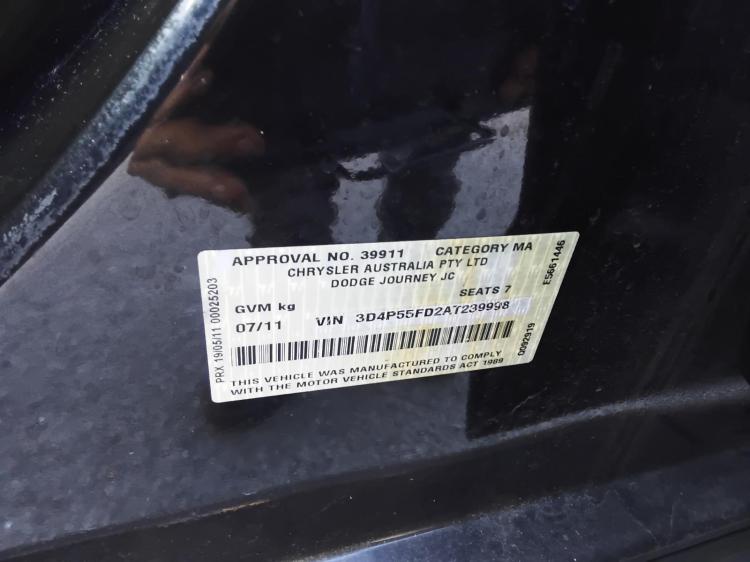 APPROVAL NO. 39911 CATEGORY MA
CHRYSLER AUSTRALIA PTY LTD
DODGE JOURNEY JC
SEATS 7
GVM kg
07/11 VIN 3D4P55FD2AT239998
THIS VEHICLE WAS MANUFACTURED TO COMPLY
WITH THE MOTOR VEHICLE STANDARDS ACT 1989
PRX 19/05/11 00025203
E5661446
0092919